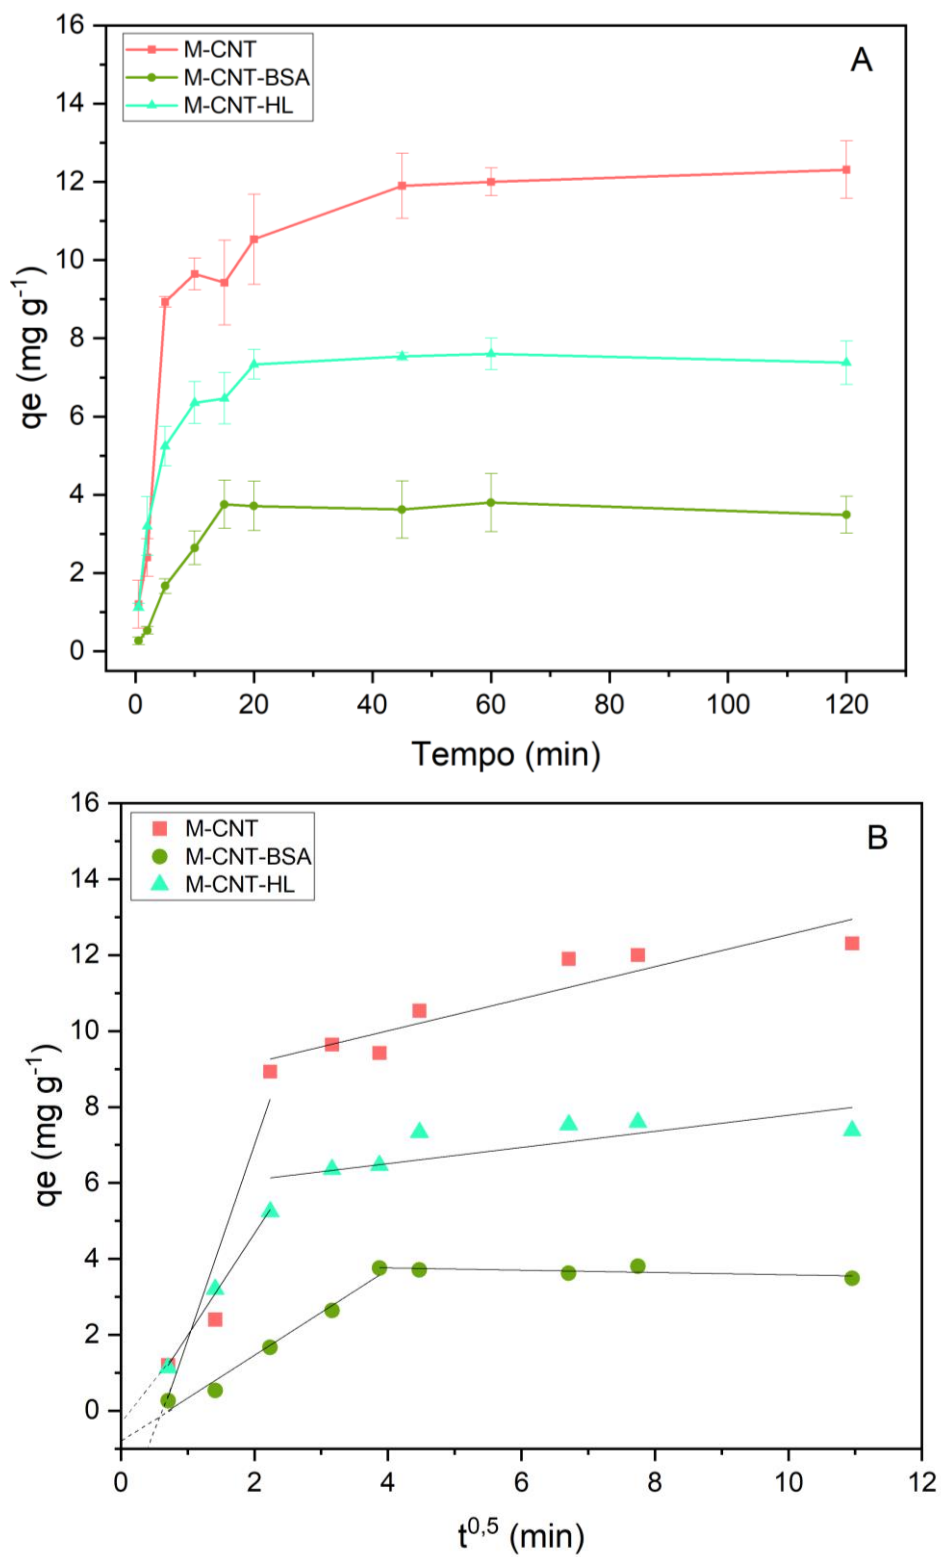 16
14
12
10
8
6
4
2
0
qe (mg g⁻¹)
M-CNT
M-CNT-BSA
M-CNT-HL
A
0 20 40 60 80 100 120
Tempo (min)
16
14
12
10
8
6
4
2
0
qe (mg g⁻¹)
M-CNT
M-CNT-BSA
M-CNT-HL
B
0 2 4 6 8 10 12
t⁰,⁵ (min)